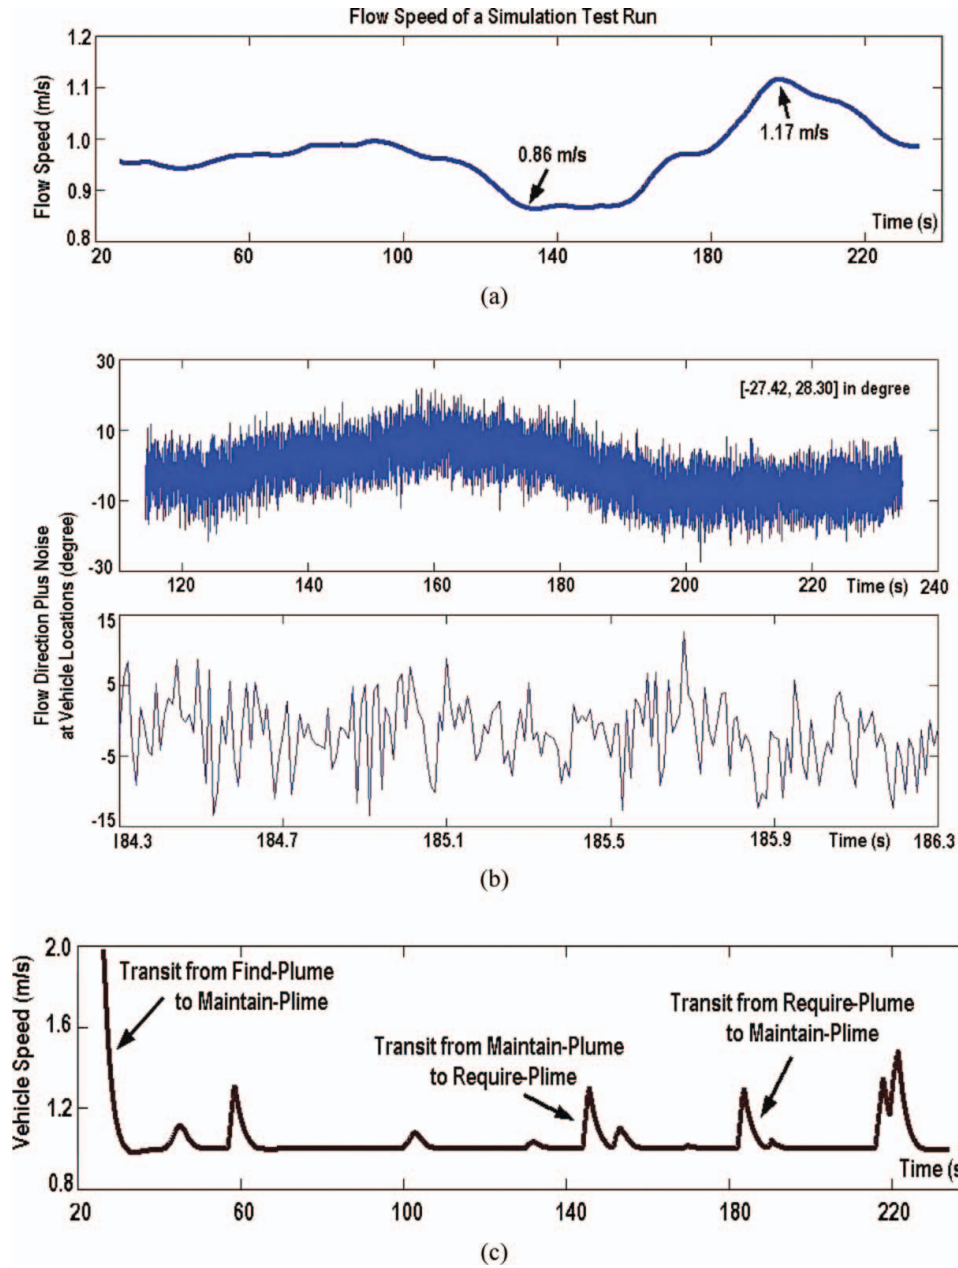 Flow Speed of a Simulation Test Run
Flow Speed (m/s)
1.2
1.1
1.0
0.9
0.8
0.86 m/s
1.17 m/s
Time (s)
20 60 100 140 180 220
(a)
Flow Direction Plus Noise
at Vehicle Locations (degree)
30
10
-10
-30
[-27.42, 28.30] in degree
120 140 160 180 200 220 Time (s) 240
15
5
-5
-15
184.3 184.7 185.1 185.5 185.9 Time (s) 186.3
(b)
Vehicle Speed (m/s)
2.0
1.6
1.2
0.8
Transit from Find-Plume
to Maintain-Plime
Transit from Maintain-Plume
to Require-Plime
Transit from Require-Plume
to Maintain-Plime
Time (s
20 60 100 140 180 220
(c)